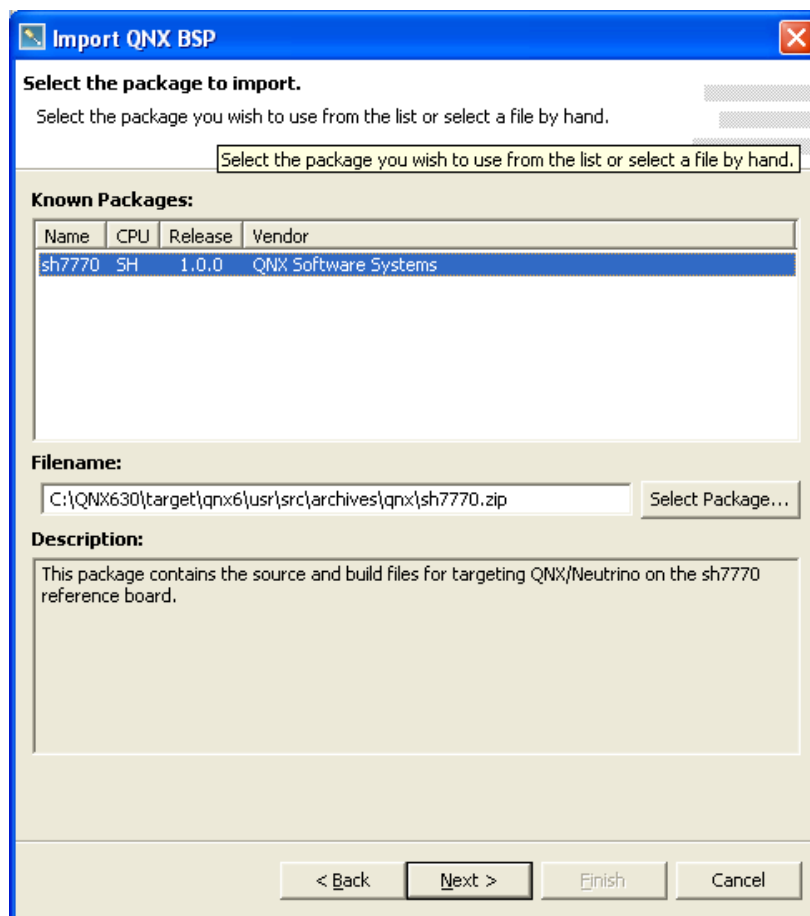 Import QNX BSP
Select the package to import.
Select the package you wish to use from the list or select a file by hand.
Select the package you wish to use from the list or select a file by hand.
Known Packages:
Name CPU Release Vendor
sh7770 SH 1.0.0 QNX Software Systems
Filename:
C:\QNX630\target\qnx6\usr\src\archives\qnx\sh7770.zip Select Package...
Description:
This package contains the source and build files for targeting QNX/Neutrino on the sh7770
reference board.
< Back Next > Finish Cancel